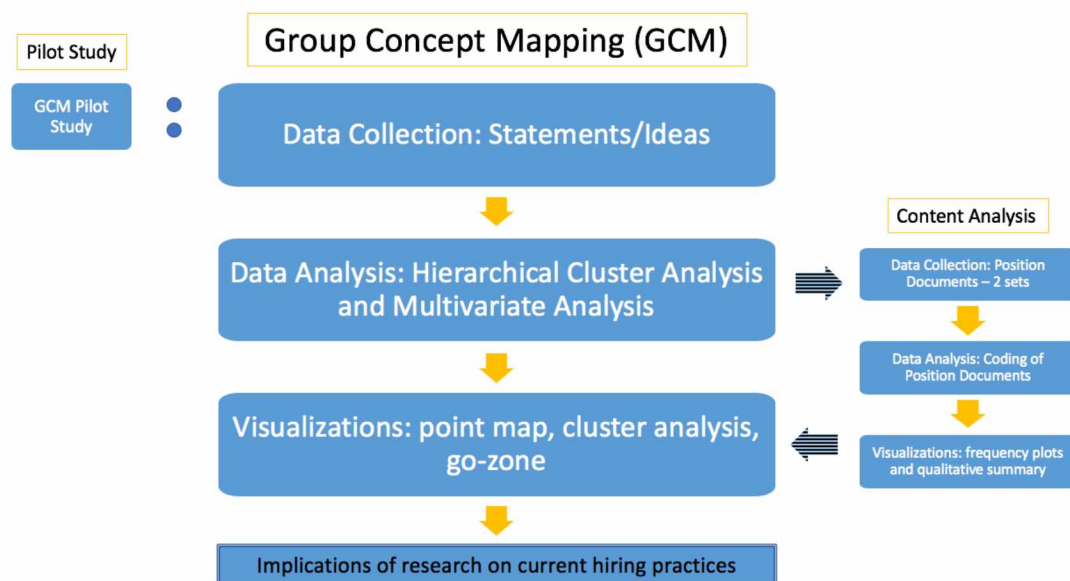 Pilot Study
GCM Pilot
Study
Group Concept Mapping (GCM)
Data Collection: Statements/Ideas
Data Analysis: Hierarchical Cluster Analysis
and Multivariate Analysis
Visualizations: point map, cluster analysis,
go-zone
Implications of research on current hiring practices
Content Analysis
Data Collection: Position
Documents – 2 sets
Data Analysis: Coding of
Position Documents
Visualizations: frequency plots
and qualitative summary